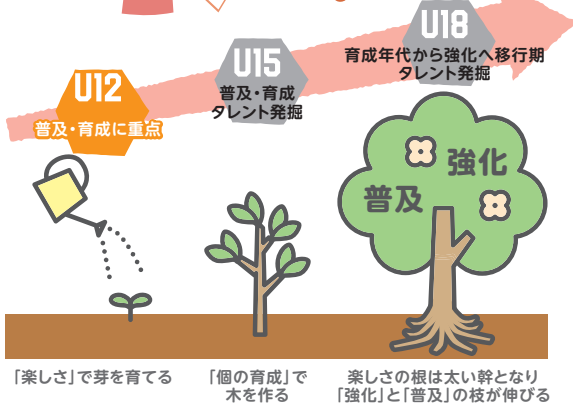 U12
普及・育成に重点
U15
普及・育成
タレント発掘
U18
育成年代から強化へ移行期
タレント発掘
強化
普及
「楽しさ」で芽を育てる
「個の育成」で
木を作る
楽しさの根は太い幹となり
「強化」と「普及」の枝が伸びる